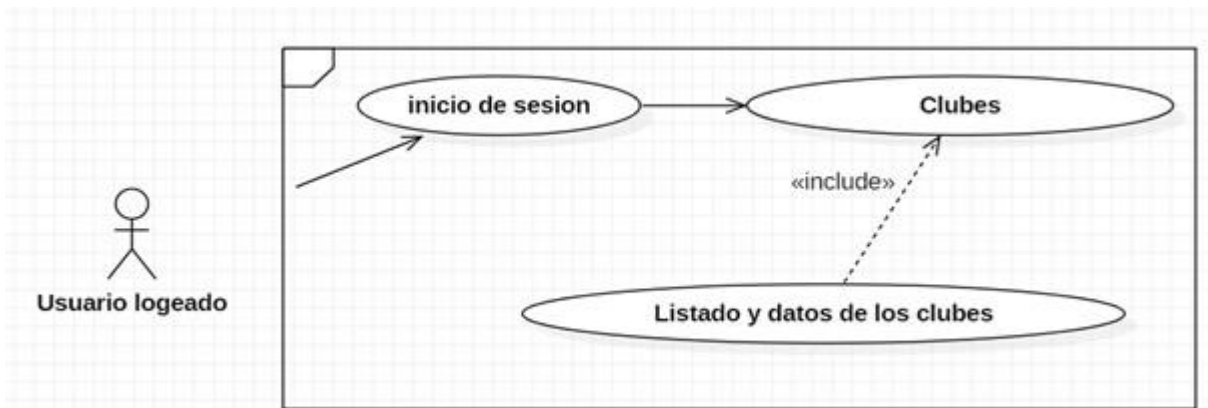 inicio de sesion
Clubes
«include»
Usuario logeado
Listado y datos de los clubes